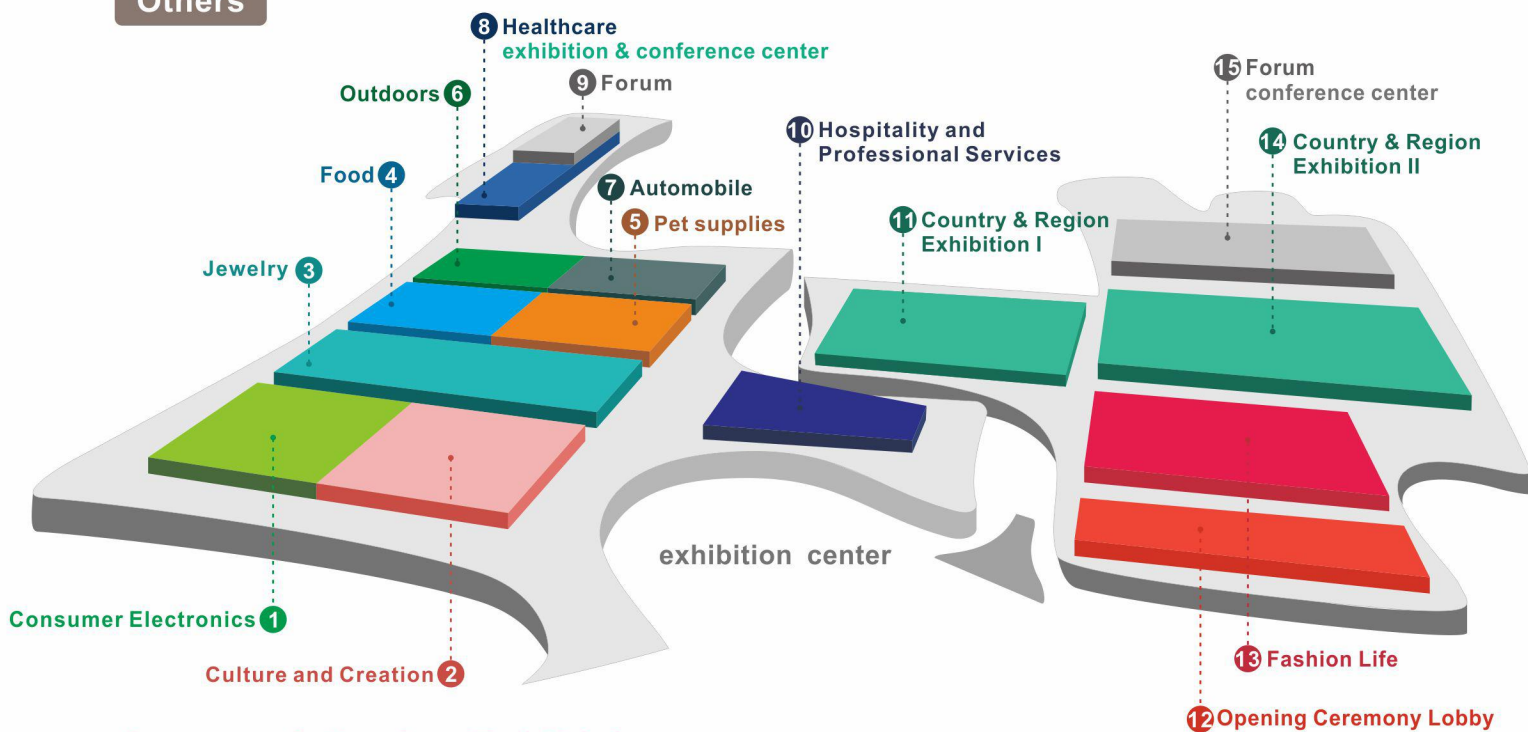 Others
8 Healthcare
exhibition & conference center
9 Forum
Outdoors 6
15 Forum
conference center
10 Hospitality and
Professional Services
14 Country & Region
Exhibition II
Food 4
7 Automobile
5 Pet supplies
11 Country & Region
Exhibition I
Jewelry 3
exhibition center
Consumer Electronics 1
Culture and Creation 2
13 Fashion Life
12 Opening Ceremony Lobby